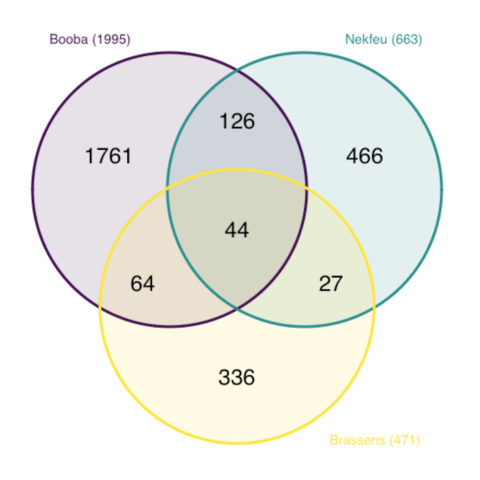 Booba (1995)
Nekfeu (663)
126
1761
466
44
64
27
336
Brassens (471)